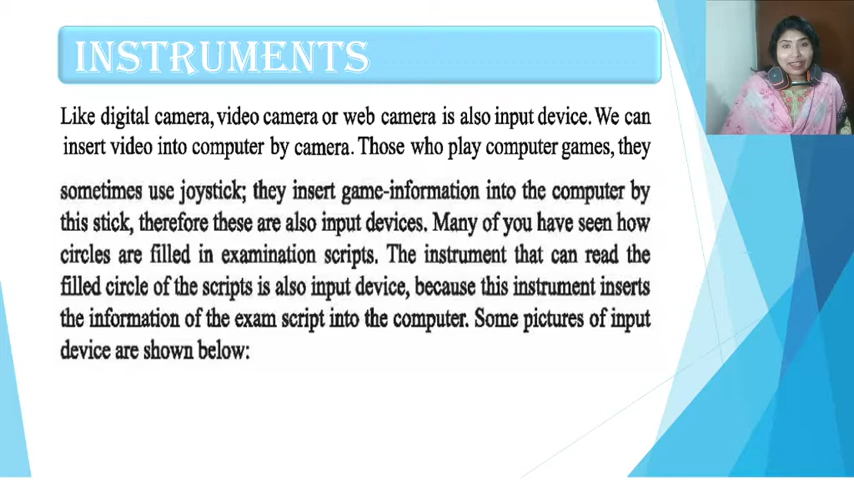 INSTRUMENTS
Like digital camera, video camera or web camera is also input device. We can
insert video into computer by camera. Those who play computer games, they
sometimes use joystick; they insert game-information into the computer by
this stick, therefore these are also input devices. Many of you have seen how
circles are filled in examination scripts. The instrument that can read the
filled circle of the scripts is also input device, because this instrument inserts
the information of the exam script into the computer. Some pictures of input
device are shown below: